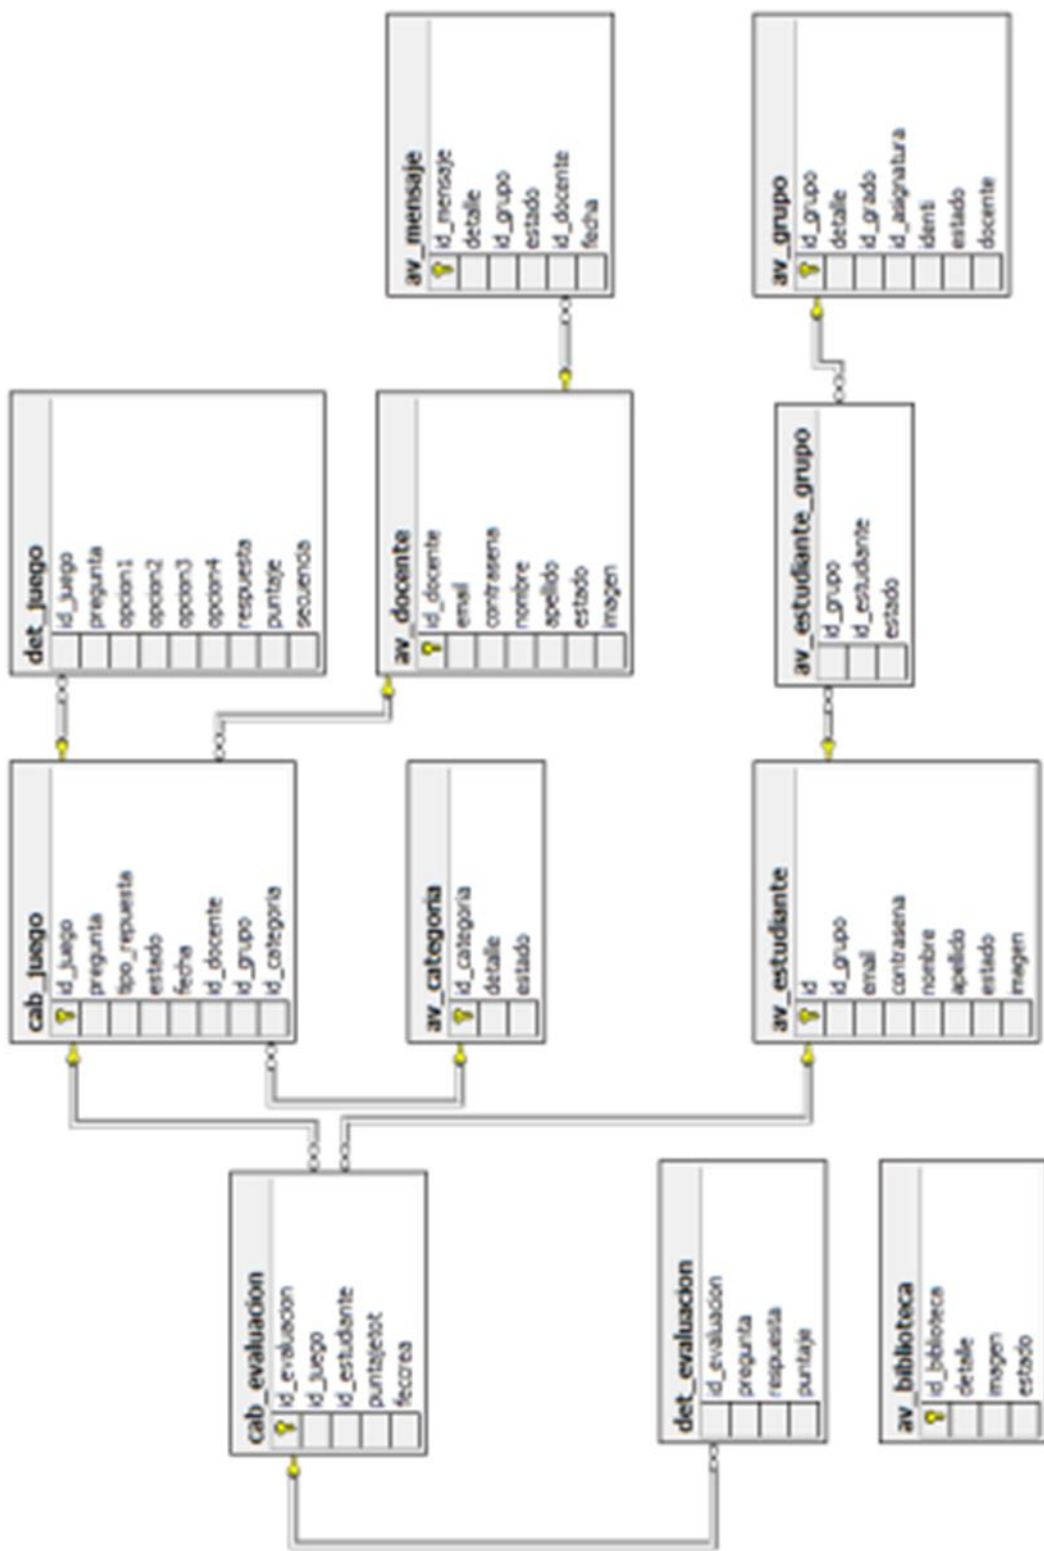 cab_evaluacion
id_evaluacion
id_juego
id_estudiante
puntajetot
feccrea
cab_juego
id_juego
pregunta
tipo_repuesta
estado
fecha
id_docente
id_grupo
id_categoria
det_juego
id_juego
pregunta
opcion1
opcion2
opcion3
opcion4
respuesta
puntaje
secuencia
av_categoria
id_categoria
detalle
estado
av_docente
id_docente
email
contrasena
nombre
apellido
estado
imagen
av_mensaje
id_mensaje
detalle
id_grupo
estado
id_docente
fecha
det_evaluacion
id_evaluacion
pregunta
respuesta
puntaje
av_estudiante
id
id_grupo
email
contrasena
nombre
apellido
estado
imagen
av_estudiante_grupo
id_grupo
id_estudiante
estado
av_grupo
id_grupo
detalle
id_grado
id_asignatura
identi
estado
docente
av_biblioteca
id_biblioteca
detalle
imagen
estado